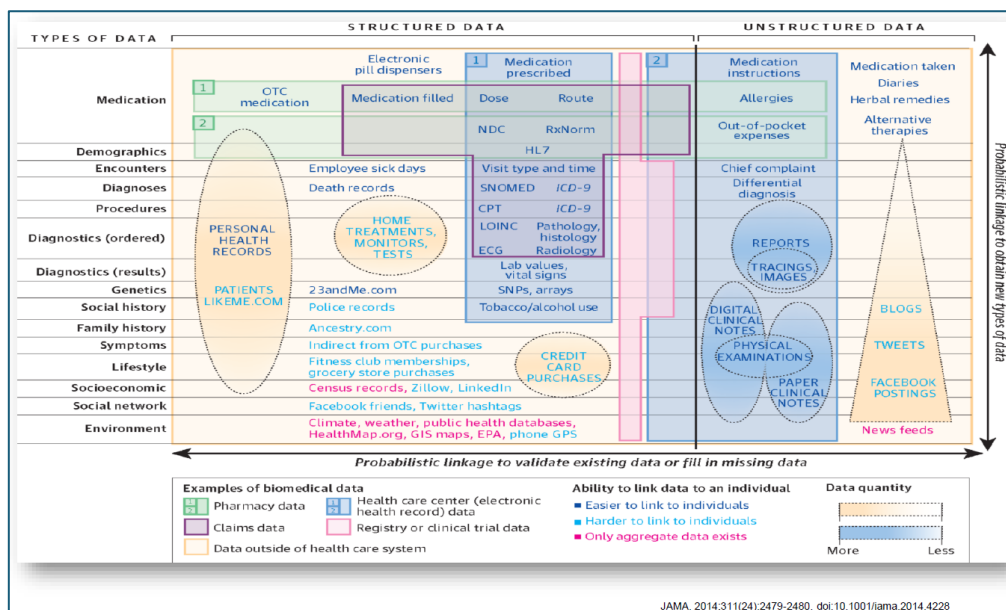 STRUCTURED DATA
UNSTRUCTURED DATA
TYPES OF DATA
Electronic
pill dispensers
1
Medication
prescribed
2
Medication
instructions
Medication taken
Diaries
Herbal remedies
Alternative
therapies
Medication
1
OTC
medication
Medication filled
Dose
Route
Allergies
2
NDC
RxNorm
Out-of-pocket
expenses
Demographics
HL7
Encounters
Employee sick days
Visit type and time
Chief complaint
Diagnoses
Death records
SNOMED
ICD-9
Differential
diagnosis
Procedures
CPT
ICD-9
Diagnostics (ordered)
PERSONAL
HEALTH
RECORDS
HOME
TREATMENTS,
MONITORS,
TESTS
LOINC
Pathology,
histology
ECG
Radiology
REPORTS
TRACINGS
IMAGES
Diagnostics (results)
Lab values,
vital signs
Genetics
PATIENTS
LIKEME.COM
23andMe.com
SNPs, arrays
Social history
Police records
Tobacco/alcohol use
DIGITAL
CLINICAL
NOTES
BLOGS
Family history
Ancestry.com
Symptoms
Indirect from OTC purchases
CREDIT
CARD
PURCHASES
PHYSICAL
EXAMINATIONS
TWEETS
Lifestyle
Fitness club memberships,
grocery store purchases
Socioeconomic
Census records, Zillow, LinkedIn
PAPER
CLINICAL
NOTES
FACEBOOK
POSTINGS
Social network
Facebook friends, Twitter hashtags
Environment
Climate, weather, public health databases,
HealthMap.org, GIS maps, EPA, phone GPS
News feeds
Probabilistic linkage to obtain new types of data
Probabilistic linkage to validate existing data or fill in missing data
Examples of biomedical data
1
2
Pharmacy data
1
2
Health care center (electronic
health record) data
Claims data
Registry or clinical trial data
Data outside of health care system
Ability to link data to an individual
Easier to link to individuals
Harder to link to individuals
Only aggregate data exists
Data quantity
More
Less
JAMA. 2014;311(24):2479-2480. doi:10.1001/jama.2014.4228